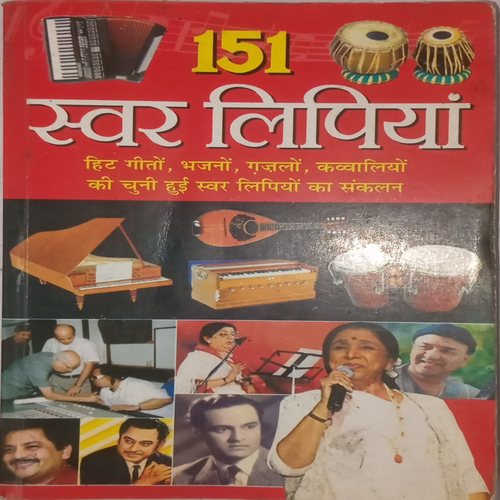 151
स्वर लिपियां
हिट गीतों, भजनों, ग़ज़लों, कव्वालियों
की चुनी हुई स्वर लिपियों का संकलन